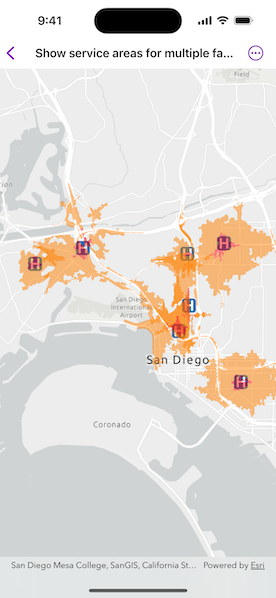 9:41
Show service areas for multiple fa...
Field
San Diego
International
Airport
San Diego
Coronado
San Diego Mesa College, SanGIS, California St... Powered by Esri